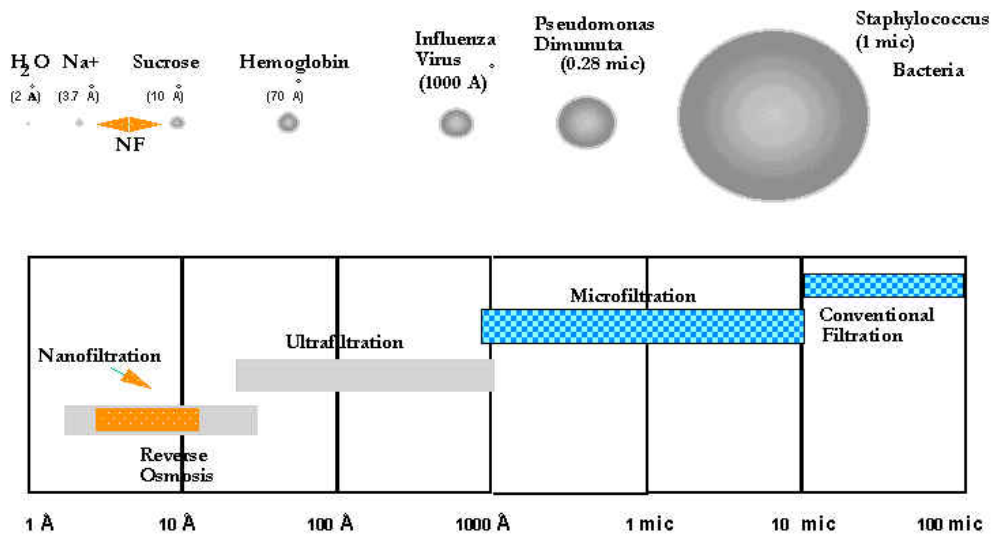 H2O Na+ Sucrose Hemoglobin
(2 Å) (3.7 Å) (10 Å) (70 Å)
NF
Influenza
Virus
(1000 Å)
Pseudomonas
Dimunuta
(0.28 mic)
Staphylococcus
(1 mic)
Bacteria
Conventional
Filtration
Microfiltration
Ultrafiltration
Nanofiltration
Reverse
Osmosis
1 Å 10 Å 100 Å 1000 Å 1 mic 10 mic 100 mic